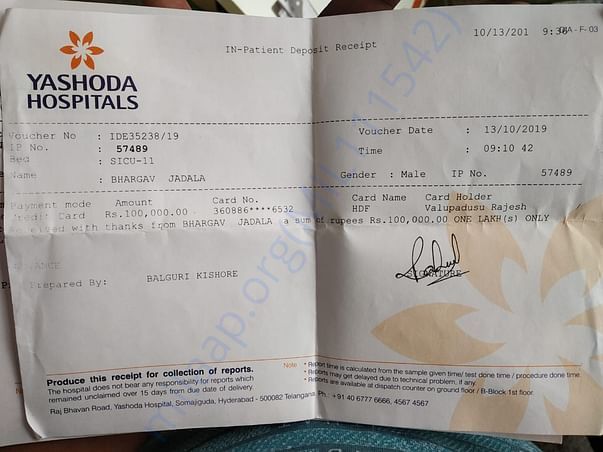 10/13/201 9:36
DIA-F-03
IN-Patient Deposit Receipt
YASHODA
HOSPITALS
Voucher No : IDE35238/19
Voucher Date : 13/10/2019
IP No. : 57489
Time : 09:10 42
Bed : SICU-11
Name : BHARGAV JADALA
Gender : Male IP No. 57489
Payment mode Amount Card No. Card Name Card Holder
Credit Card Rs.100,000.00 360886****6532 HDF Valupadusu Rajesh
Received with thanks from BHARGAV JADALA a sum of rupees Rs.100,000.00 ONE LAKH(s) ONLY
SIGNATURE
Prepared By: BALGURI KISHORE
Produce this receipt for collection of reports.
The hospital does not bear any responsibility for reports which
remained unclaimed over 15 days from due date of delivery.
Note * Report time is calculated from the sample given time/ test done time / procedure done time.
* Reports may get delayed due to technical problem, if any.
* Reports are available at dispatch counter on ground floor / B-Block 1st floor.
Raj Bhavan Road, Yashoda Hospital, Somajiguda, Hyderabad - 500082 Telangana. Ph : +91 40 6777 6666, 4567 4567